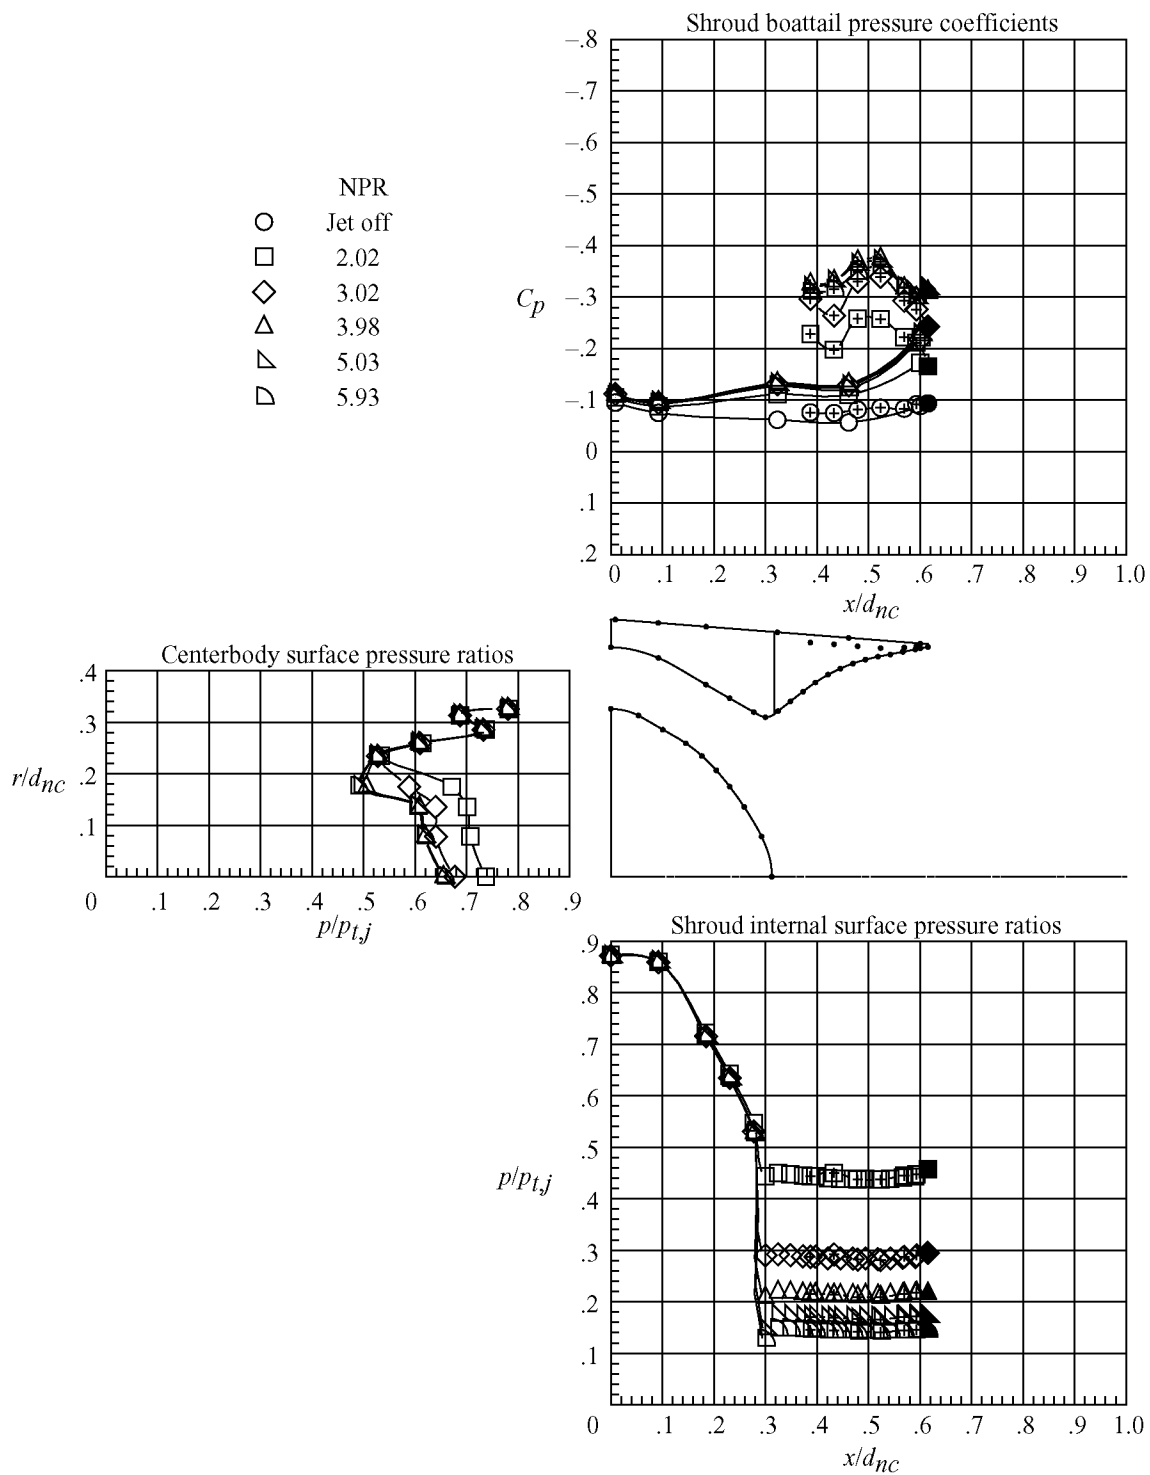 Shroud boattail pressure coefficients
–.8
–.7
–.6
–.5
–.4
–.3
–.2
–.1
0
.1
.2
C_p
0 .1 .2 .3 .4 .5 .6 .7 .8 .9 1.0
x/d_nc
NPR
Jet off
2.02
3.02
3.98
5.03
5.93
Centerbody surface pressure ratios
.4
.3
.2
.1
r/d_nc
0 .1 .2 .3 .4 .5 .6 .7 .8 .9
p/p_t,j
Shroud internal surface pressure ratios
.9
.8
.7
.6
.5
.4
.3
.2
.1
p/p_t,j
0 .1 .2 .3 .4 .5 .6 .7 .8 .9 1.0
x/d_nc